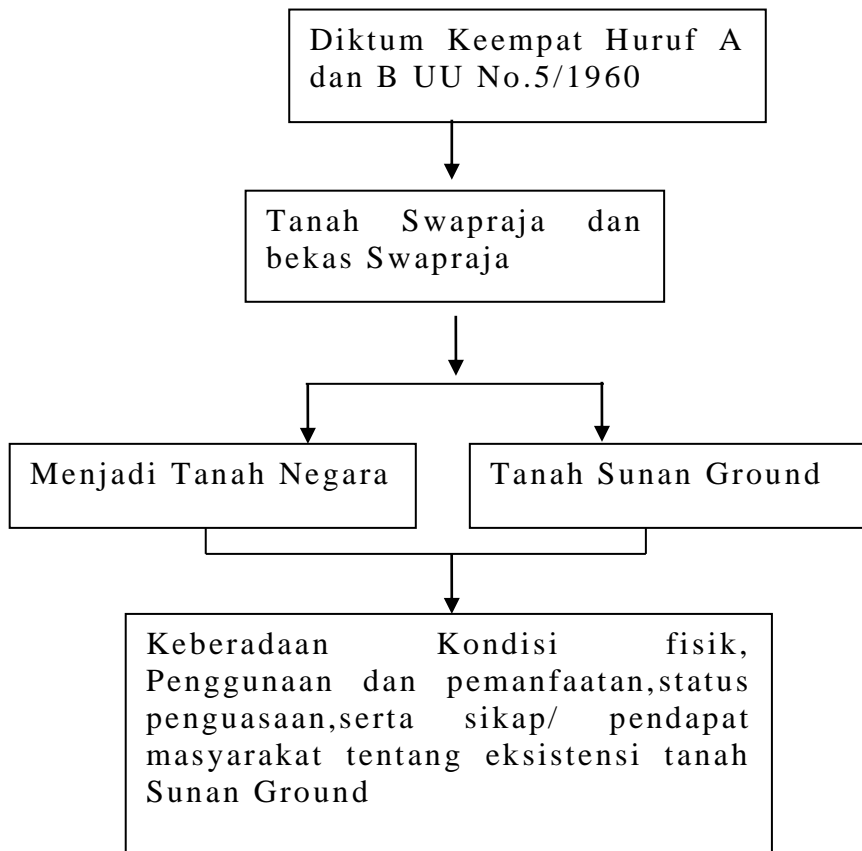 Diktum Keempat Huruf A
dan B UU No.5/1960
Tanah Swapraja dan
bekas Swapraja
Menjadi Tanah Negara
Tanah Sunan Ground
Keberadaan Kondisi fisik,
Penggunaan dan pemanfaatan,status
penguasaan,serta sikap/ pendapat
masyarakat tentang eksistensi tanah
Sunan Ground